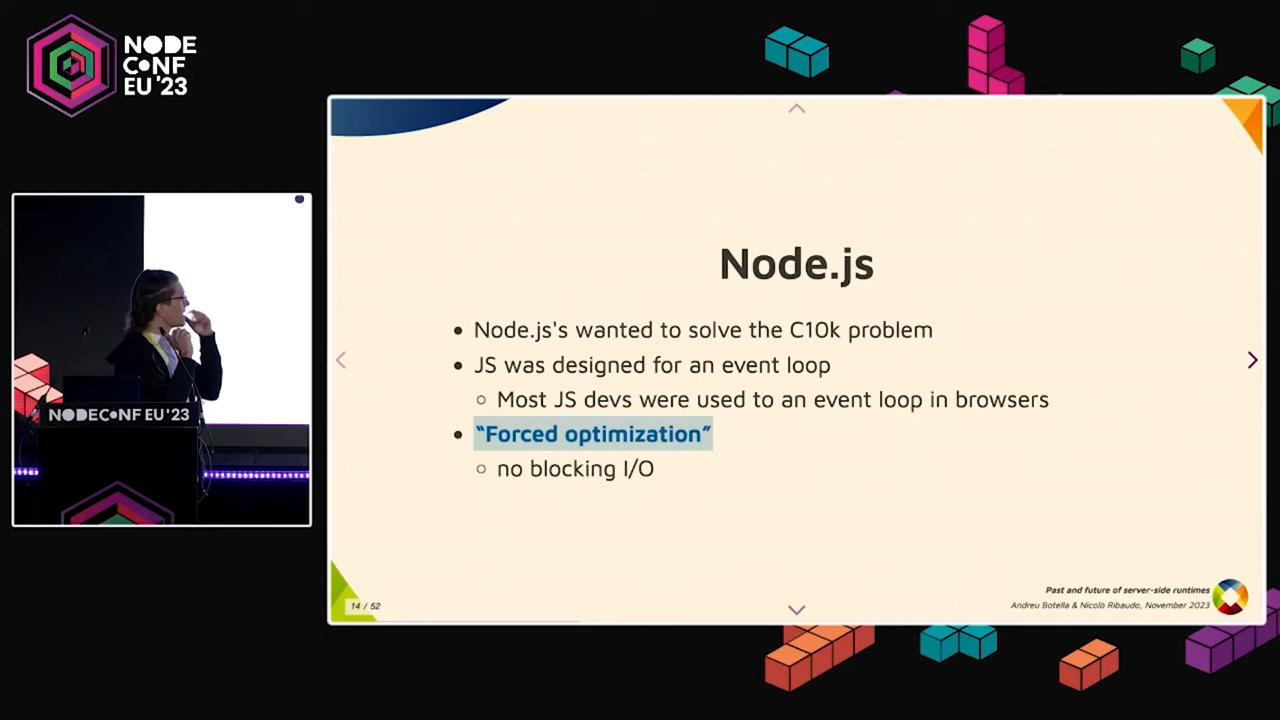 NODE
CONF
EU '23
NODECONF EU'23
Node.js
Node.js's wanted to solve the C10k problem
JS was designed for an event loop
Most JS devs were used to an event loop in browsers
“Forced optimization”
no blocking I/O
14 / 52
Past and future of server-side runtimes
Andreu Botella & Nicolò Ribaudo, November 2023